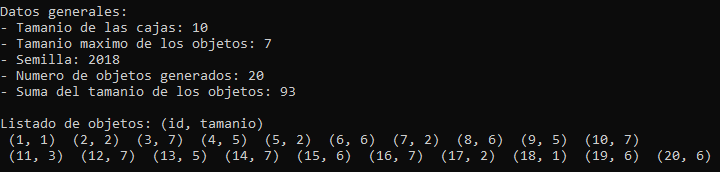 Datos generales:
- Tamanio de las cajas: 10
- Tamanio maximo de los objetos: 7
- Semilla: 2018
- Numero de objetos generados: 20
- Suma del tamanio de los objetos: 93
Listado de objetos: (id, tamanio)
(1, 1) (2, 2) (3, 7) (4, 5) (5, 2) (6, 6) (7, 2) (8, 6) (9, 5) (10, 7)
(11, 3) (12, 7) (13, 5) (14, 7) (15, 6) (16, 7) (17, 2) (18, 1) (19, 6) (20, 6)